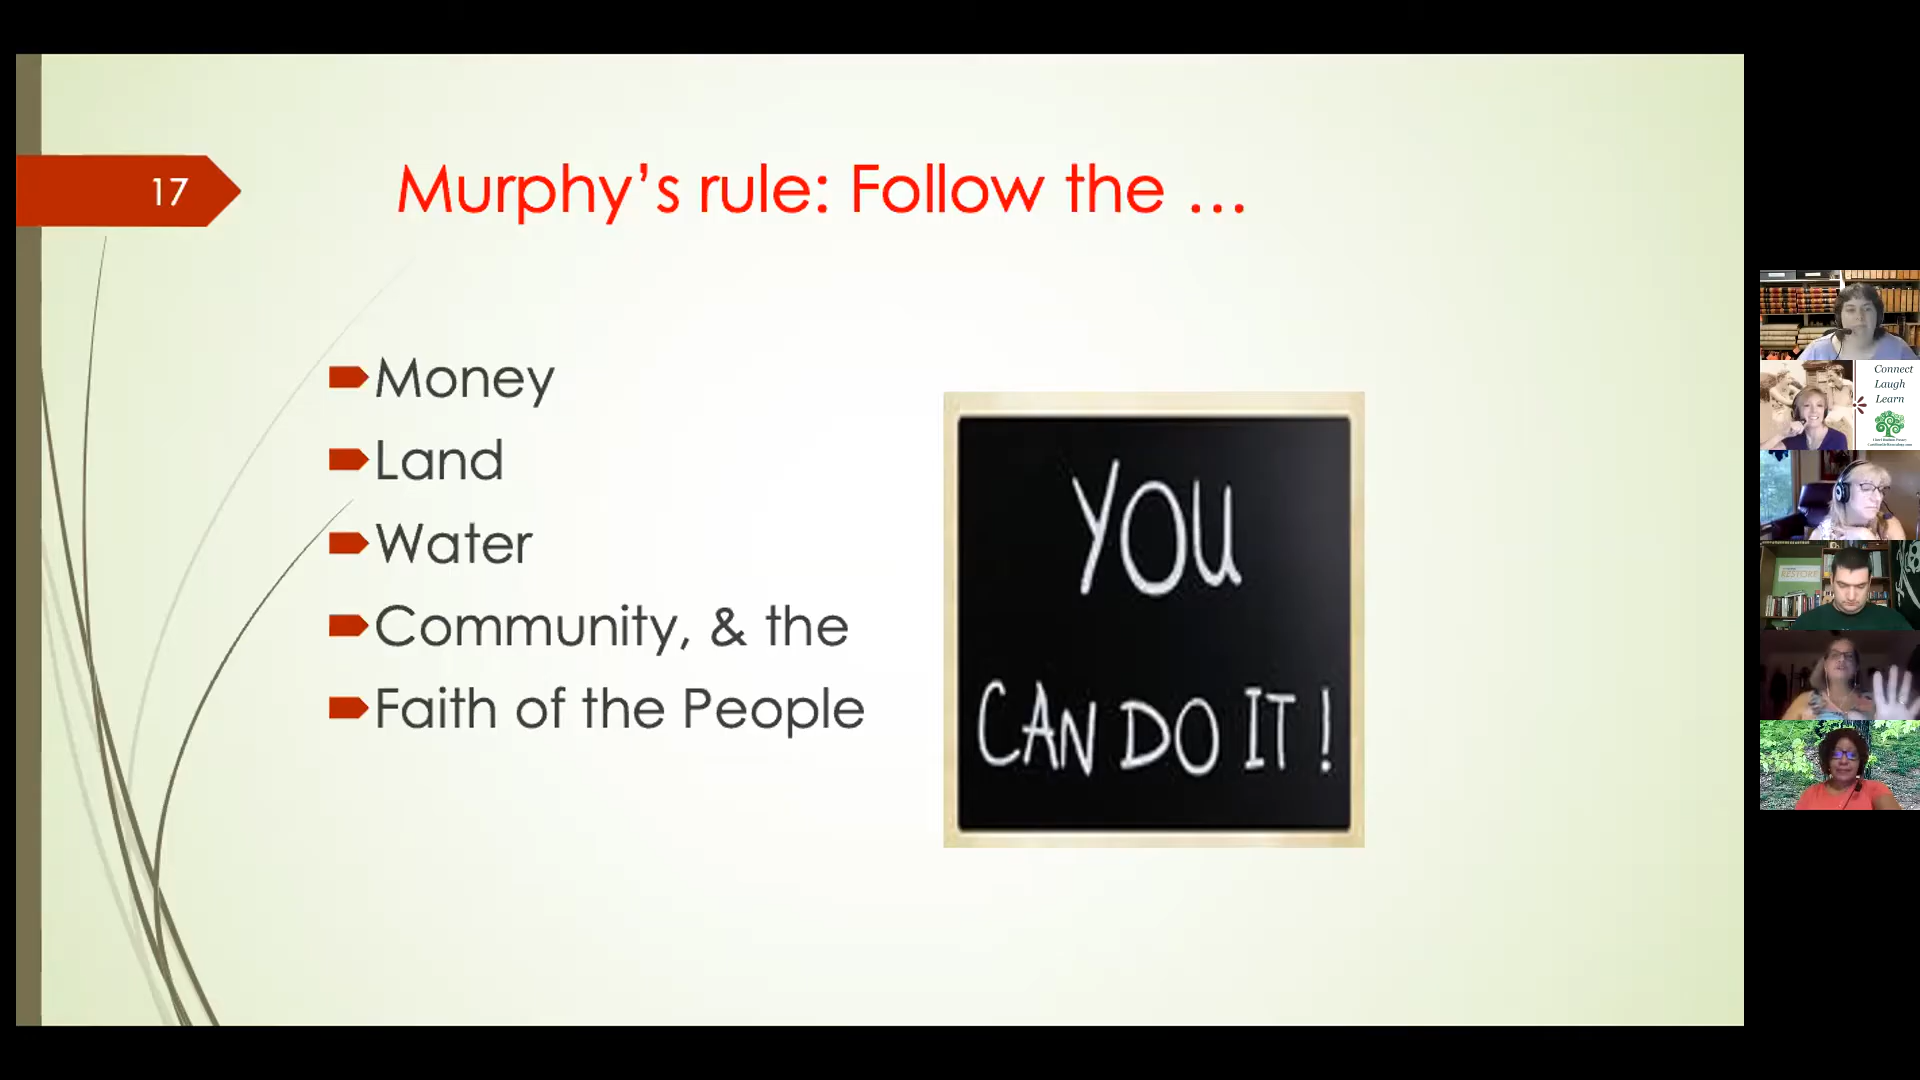 17
Murphy’s rule: Follow the …
Money
Land
Water
Community, & the
Faith of the People
YOU
CAN DO IT !
Connect
Laugh
Learn
RESTORE